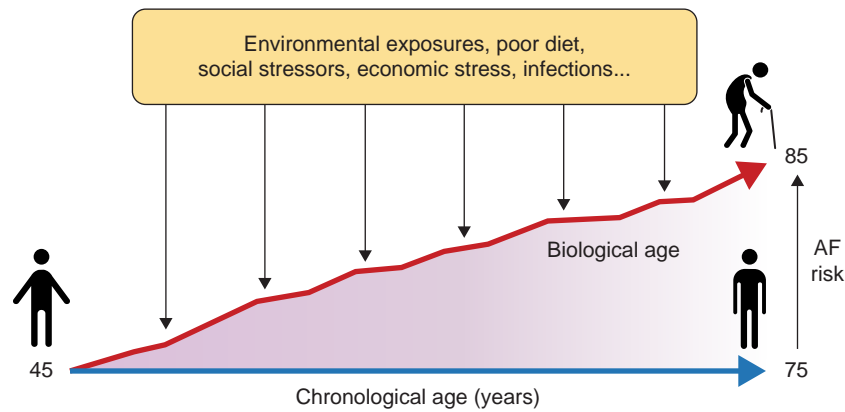 Environmental exposures, poor diet,
social stressors, economic stress, infections...
85
Biological age
AF
risk
45
75
Chronological age (years)